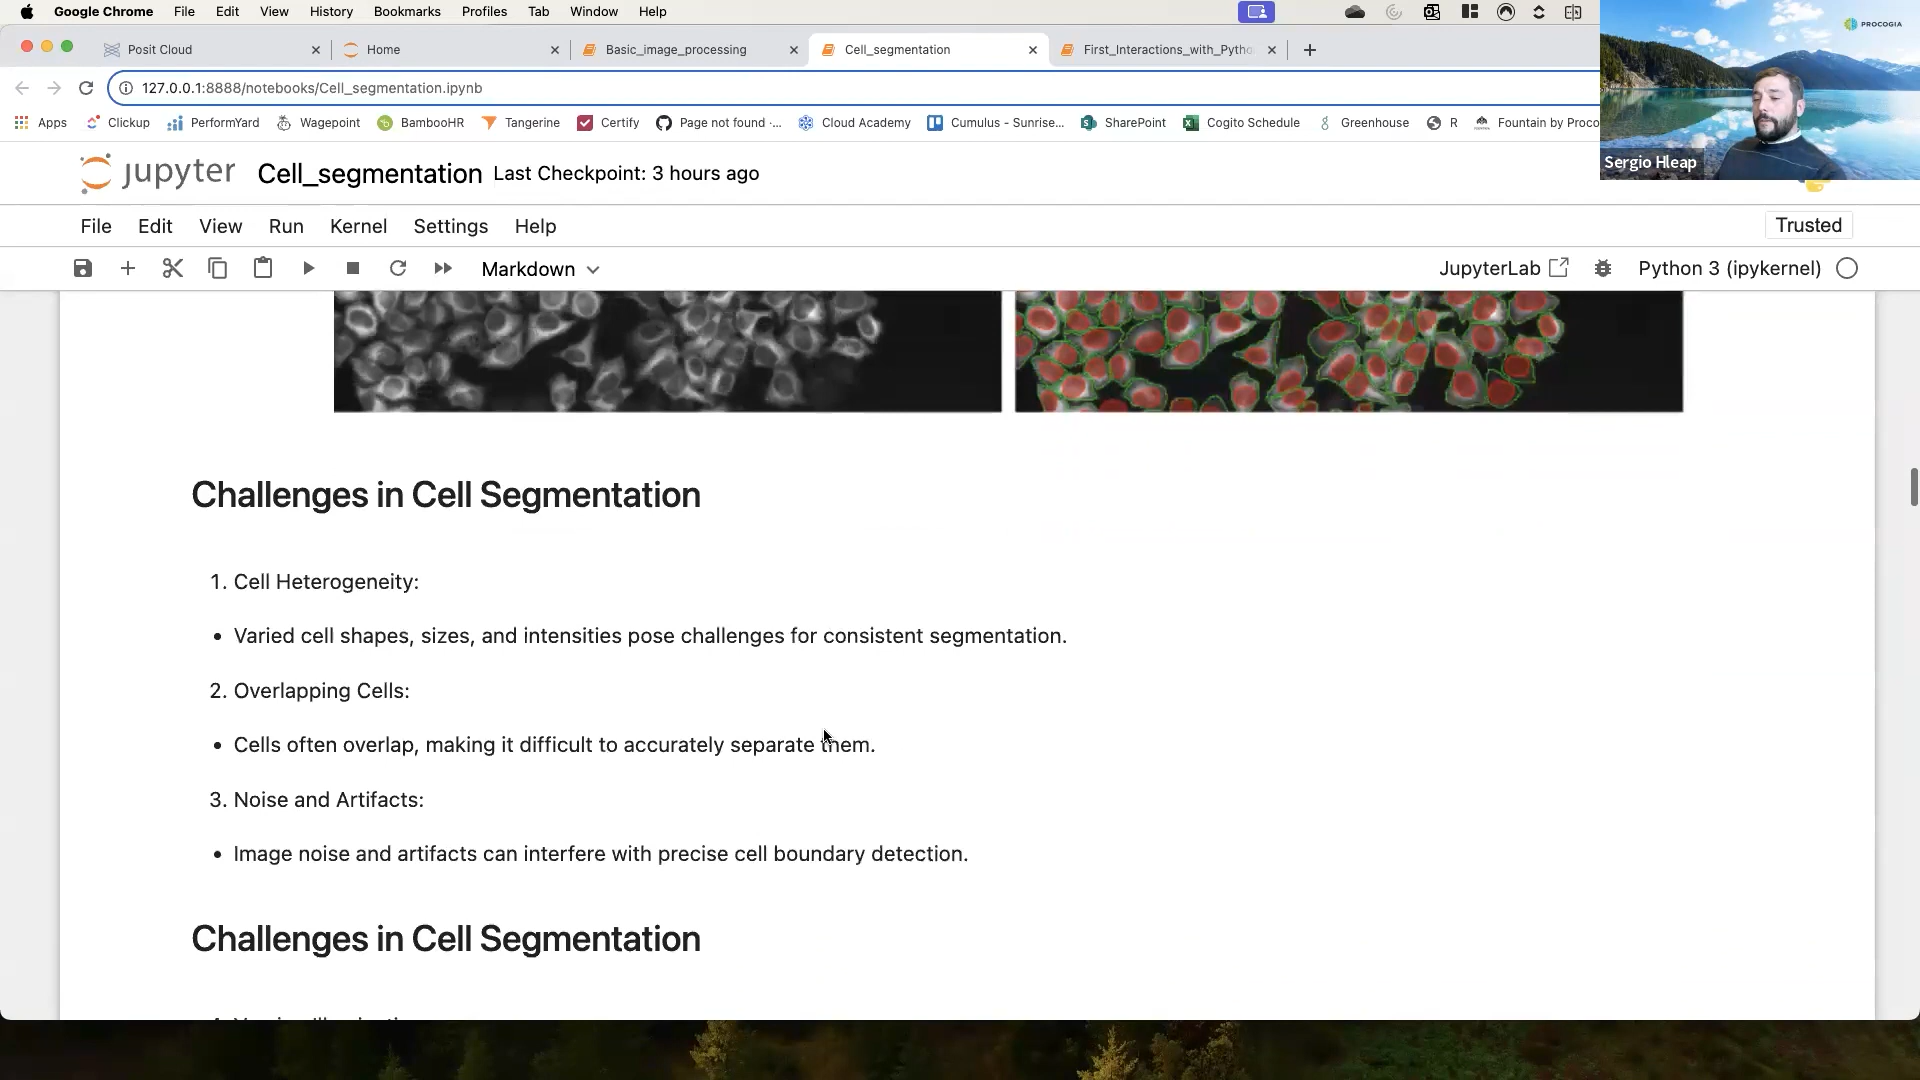 Google Chrome File Edit View History Bookmarks Profiles Tab Window Help
PROCOGIA
Posit Cloud Home Basic_image_processing Cell_segmentation First_Interactions_with_Pytho
127.0.0.1:8888/notebooks/Cell_segmentation.ipynb
Apps Clickup PerformYard Wagepoint BambooHR Tangerine Certify Page not found -... Cloud Academy Cumulus - Sunrise... SharePoint Cogito Schedule Greenhouse R Fountain by Proco
Sergio Hleap
jupyter Cell_segmentation Last Checkpoint: 3 hours ago
File Edit View Run Kernel Settings Help Trusted
Markdown JupyterLab Python 3 (ipykernel)
Challenges in Cell Segmentation
1. Cell Heterogeneity:
• Varied cell shapes, sizes, and intensities pose challenges for consistent segmentation.
2. Overlapping Cells:
• Cells often overlap, making it difficult to accurately separate them.
3. Noise and Artifacts:
• Image noise and artifacts can interfere with precise cell boundary detection.
Challenges in Cell Segmentation